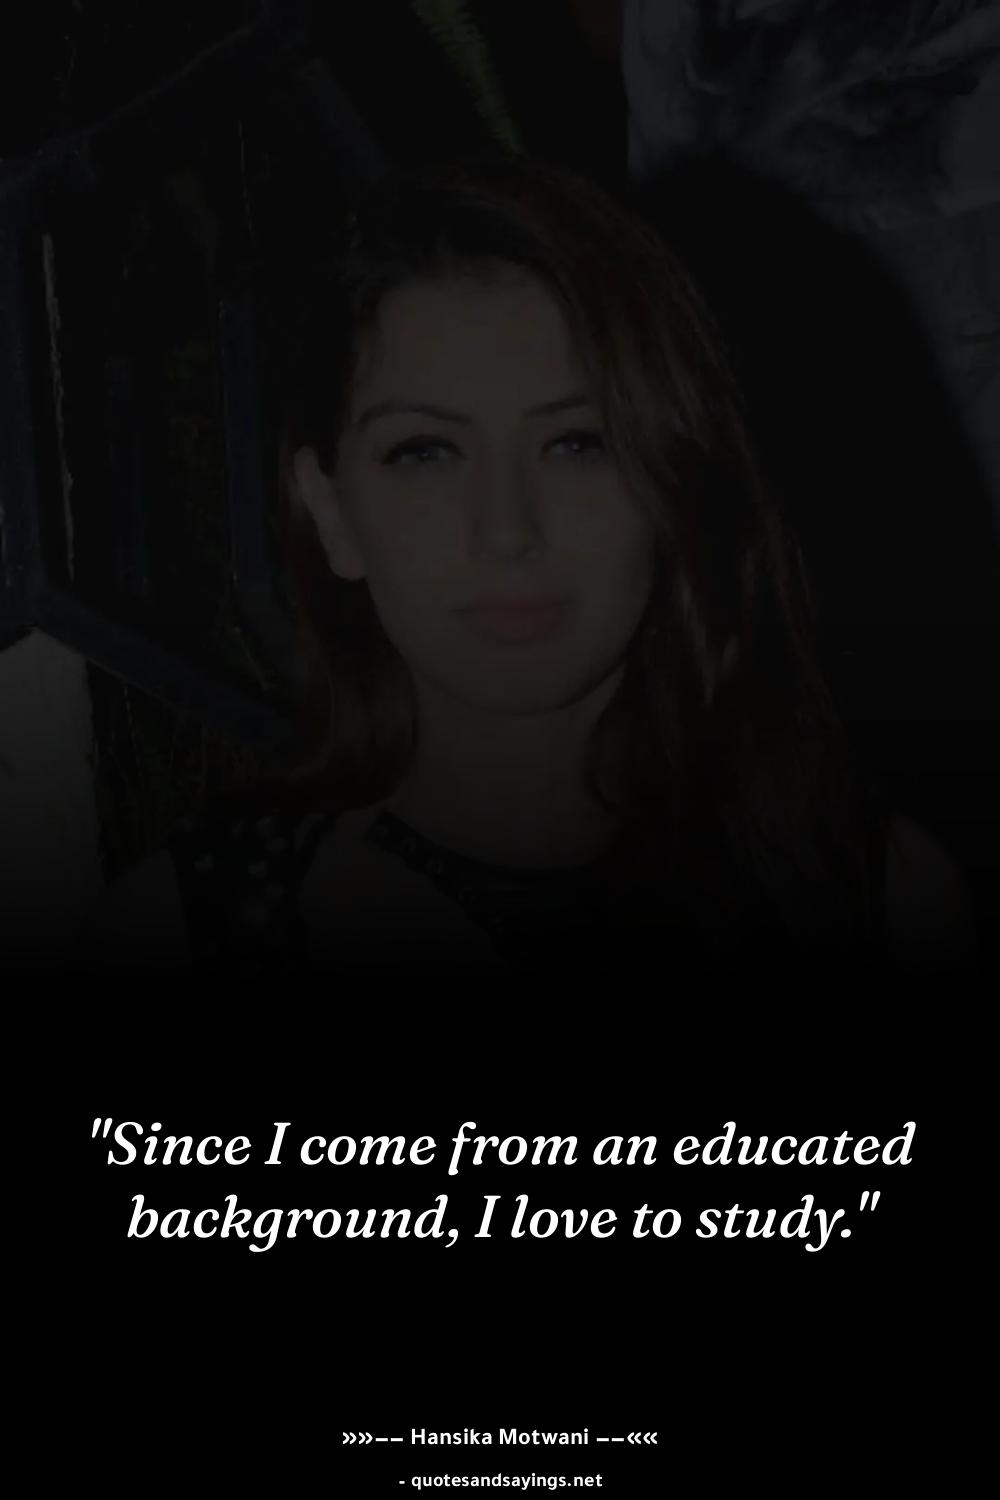 "Since I come from an educated
background, I love to study."
»»–– Hansika Motwani ––««
- quotesandsayings.net